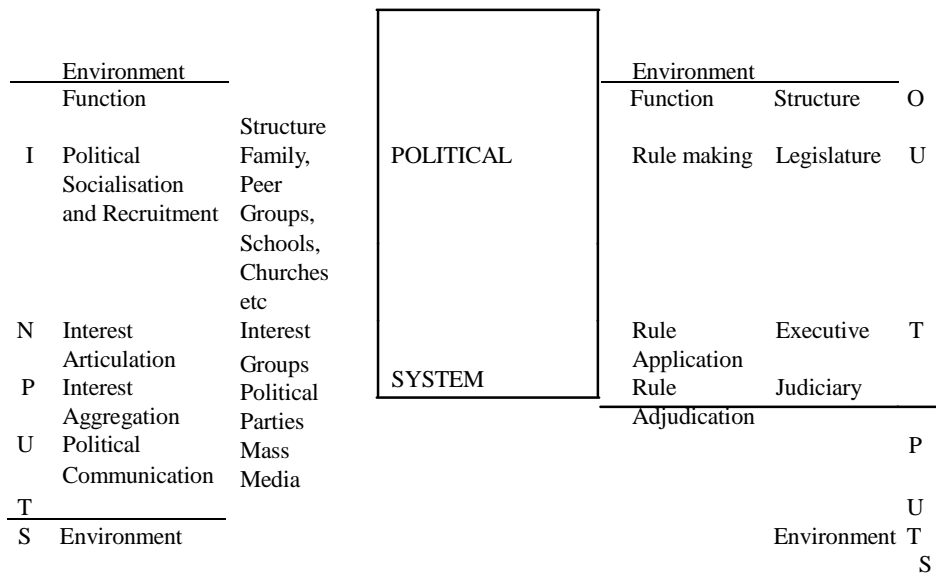 Environment Environment
Function Function Structure O
Structure
I Political Family, POLITICAL Rule making Legislature U
Socialisation Peer
and Recruitment Groups,
Schools,
Churches
etc
N Interest Interest Rule Executive T
Articulation Groups Application
P Interest Political SYSTEM Rule Judiciary
Aggregation Parties Adjudication
U Political Mass P
Communication Media
T U
S Environment Environment T
S